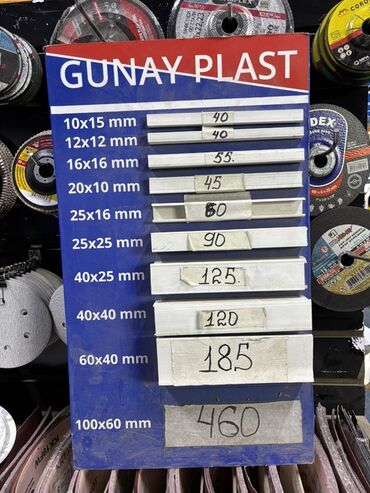 GUNAY PLAST
10x15 mm 40
12x12 mm 40
16x16 mm 55.
20x10 mm 45
25x16 mm 60
25x25 mm 90
40x25 mm 125.
40x40 mm 120
60x40 mm 185
100x60 mm 460
DEX